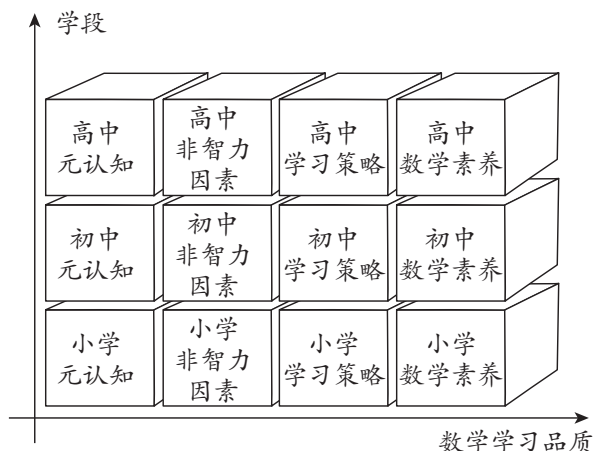 学段
高中
元认知
高中
非智力
因素
高中
学习策略
高中
数学素养
初中
元认知
初中
非智力
因素
初中
学习策略
初中
数学素养
小学
元认知
小学
非智力
因素
小学
学习策略
小学
数学素养
数学学习品质